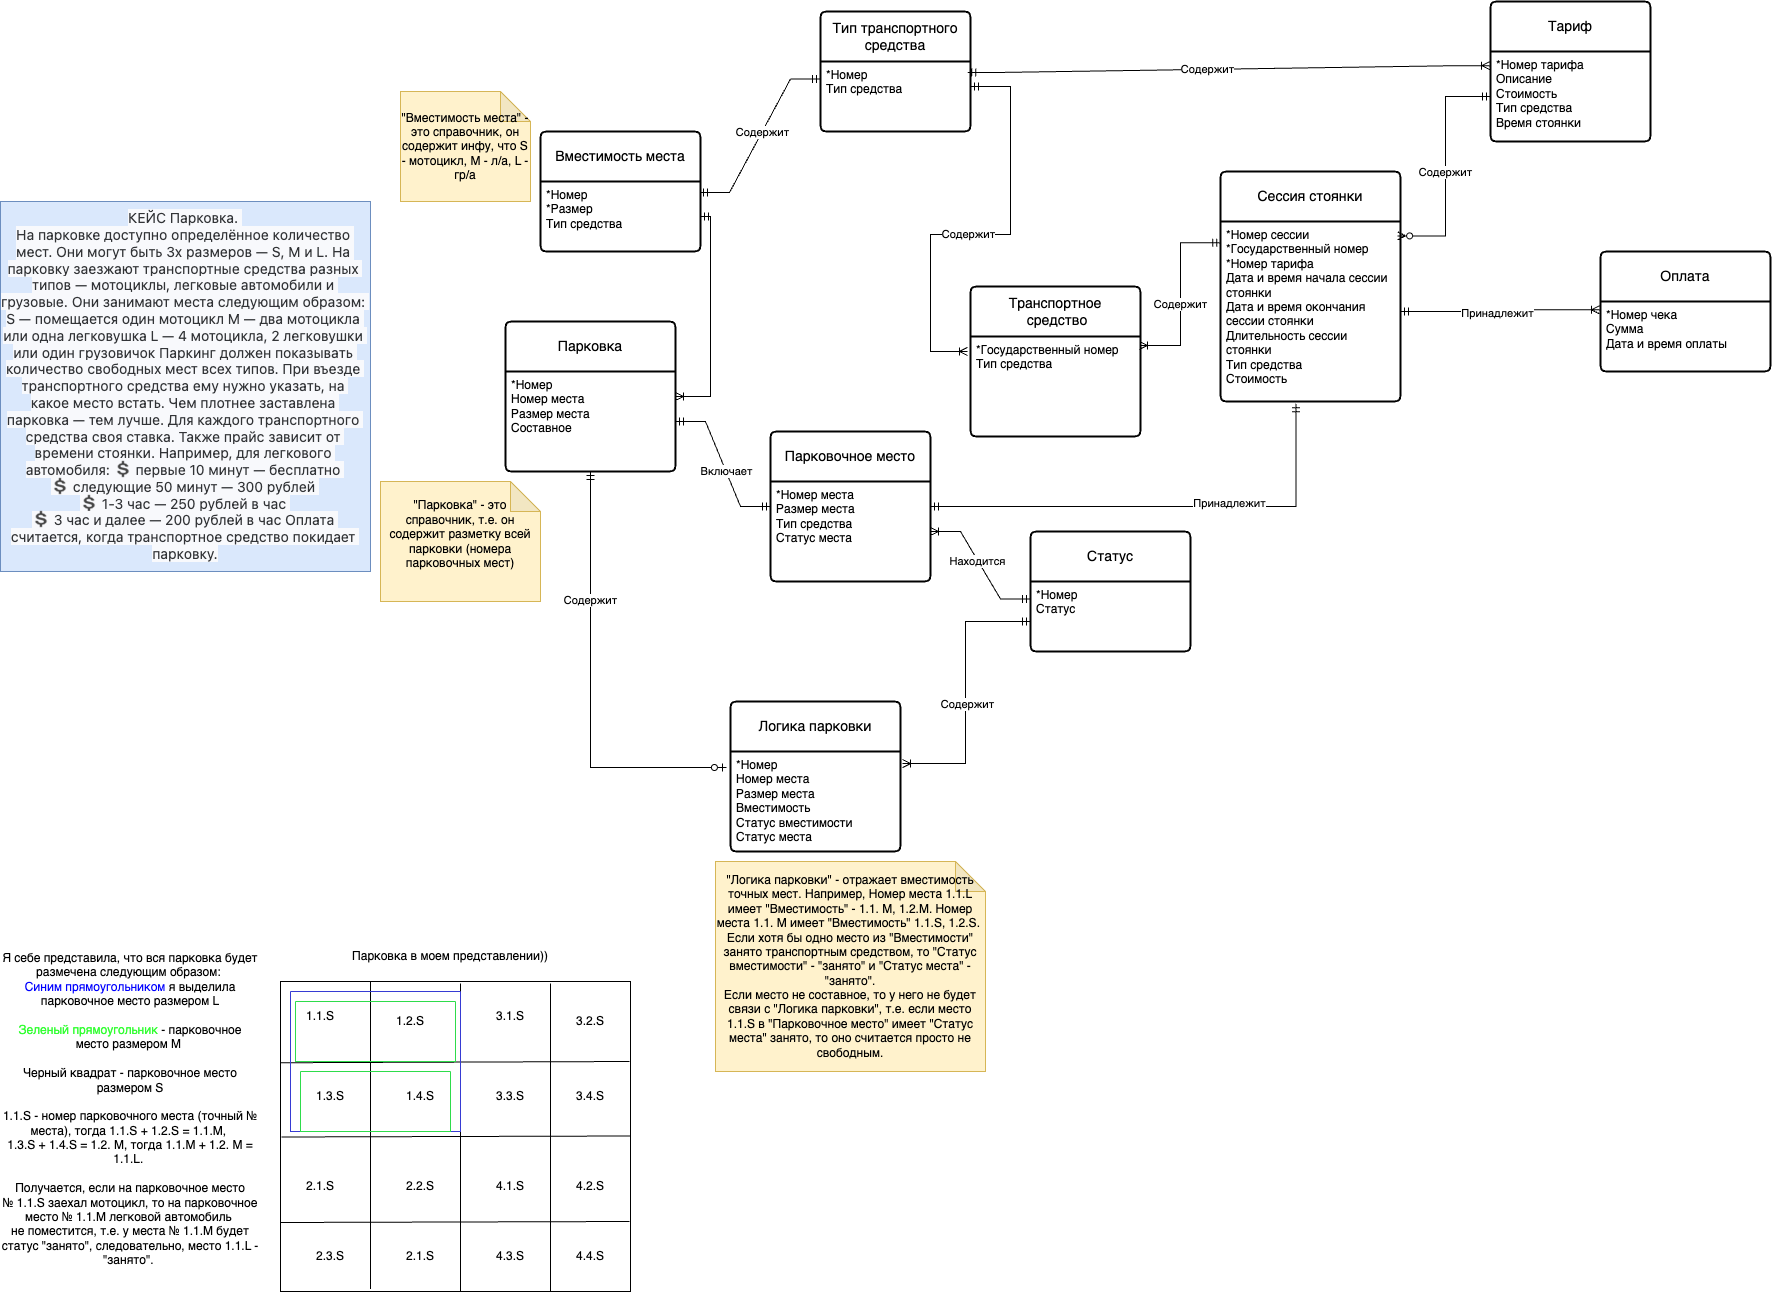 Тип транспортного
средства
*Номер
Тип средства
Тариф
*Номер тарифа
Описание
Стоимость
Тип средства
Время стоянки
Содержит
"Вместимость места" -
это справочник, он
содержит инфу, что S
- мотоцикл, M - л/а, L -
гр/а
Содержит
Вместимость места
*Номер
*Размер
Тип средства
Содержит
Сессия стоянки
*Номер сессии
*Государственный номер
*Номер тарифа
Дата и время начала сессии
стоянки
Дата и время окончания
сессии стоянки
Длительность сессии
стоянки
Тип средства
Стоимость
Содержит
Содержит
Транспортное
средство
*Государственный номер
Тип средства
Принадлежит
Оплата
*Номер чека
Сумма
Дата и время оплаты
КЕЙС Парковка.
На парковке доступно определённое количество
мест. Они могут быть 3х размеров — S, M и L. На
парковку заезжают транспортные средства разных
типов — мотоциклы, легковые автомобили и
грузовые. Они занимают места следующим образом:
S — помещается один мотоцикл M — два мотоцикла
или одна легковушка L — 4 мотоцикла, 2 легковушки
или один грузовичок Паркинг должен показывать
количество свободных мест всех типов. При въезде
транспортного средства ему нужно указать, на
какое место встать. Чем плотнее заставлена
парковка — тем лучше. Для каждого транспортного
средства своя ставка. Также прайс зависит от
времени стоянки. Например, для легкового
автомобиля: $ первые 10 минут — бесплатно
$ следующие 50 минут — 300 рублей
$ 1-3 час — 250 рублей в час
$ 3 час и далее — 200 рублей в час Оплата
считается, когда транспортное средство покидает
парковку.
Парковка
*Номер
Номер места
Размер места
Составное
Включает
Парковочное место
*Номер места
Размер места
Тип средства
Статус места
Принадлежит
"Парковка" - это
справочник, т.е. он
содержит разметку всей
парковки (номера
парковочных мест)
Находится
Статус
*Номер
Статус
Содержит
Содержит
Логика парковки
*Номер
Номер места
Размер места
Вместимость
Статус вместимости
Статус места
"Логика парковки" - отражает вместимость
точных мест. Например, Номер места 1.1.L
имеет "Вместимость" - 1.1. M, 1.2.M. Номер
места 1.1. M имеет "Вместимость" 1.1.S, 1.2.S.
Если хотя бы одно место из "Вместимости"
занято транспортным средством, то "Статус
вместимости" - "занято" и "Статус места" -
"занято".
Если место не составное, то у него не будет
связи с "Логика парковки", т.е. если место
1.1.S в "Парковочное место" имеет "Статус
места" занято, то оно считается просто не
свободным.
Я себе представила, что вся парковка будет
размечена следующим образом:
Синим прямоугольником я выделила
парковочное место размером L
Зеленый прямоугольник - парковочное
место размером M
Черный квадрат - парковочное место
размером S
1.1.S - номер парковочного места (точный №
места), тогда 1.1.S + 1.2.S = 1.1.M,
1.3.S + 1.4.S = 1.2. M, тогда 1.1.M + 1.2. M =
1.1.L.
Получается, если на парковочное место
№ 1.1.S заехал мотоцикл, то на парковочное
место № 1.1.M легковой автомобиль
не поместится, т.е. у места № 1.1.M будет
статус "занято", следовательно, место 1.1.L -
"занято".
Парковка в моем представлении))
1.1.S 1.2.S 3.1.S 3.2.S
1.3.S 1.4.S 3.3.S 3.4.S
2.1.S 2.2.S 4.1.S 4.2.S
2.3.S 2.1.S 4.3.S 4.4.S